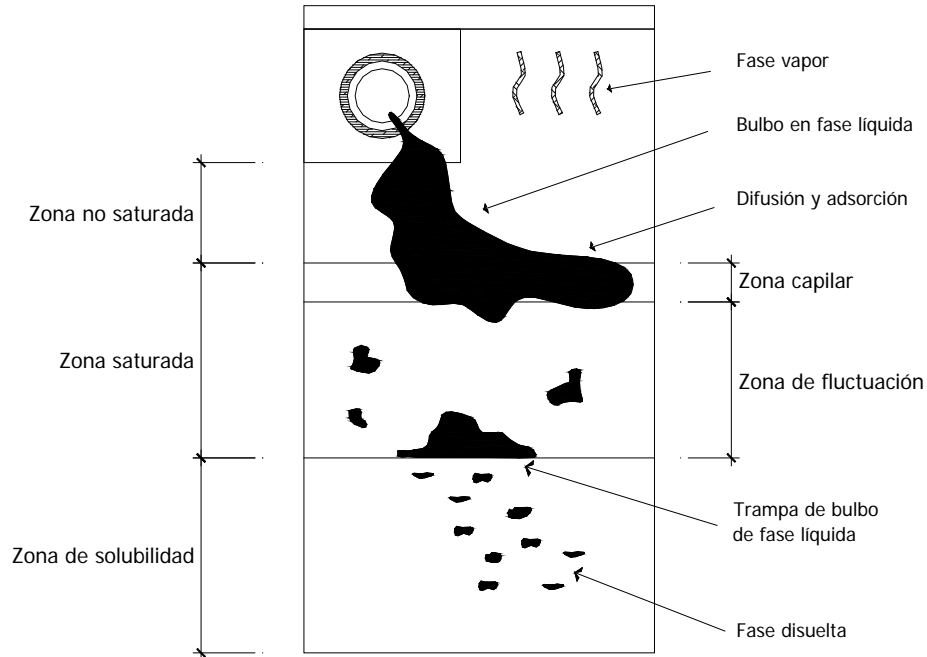 Fase vapor
Bulbo en fase líquida
Difusión y adsorción
Zona no saturada
Zona capilar
Zona saturada
Zona de fluctuación
Trampa de bulbo
de fase líquida
Zona de solubilidad
Fase disuelta